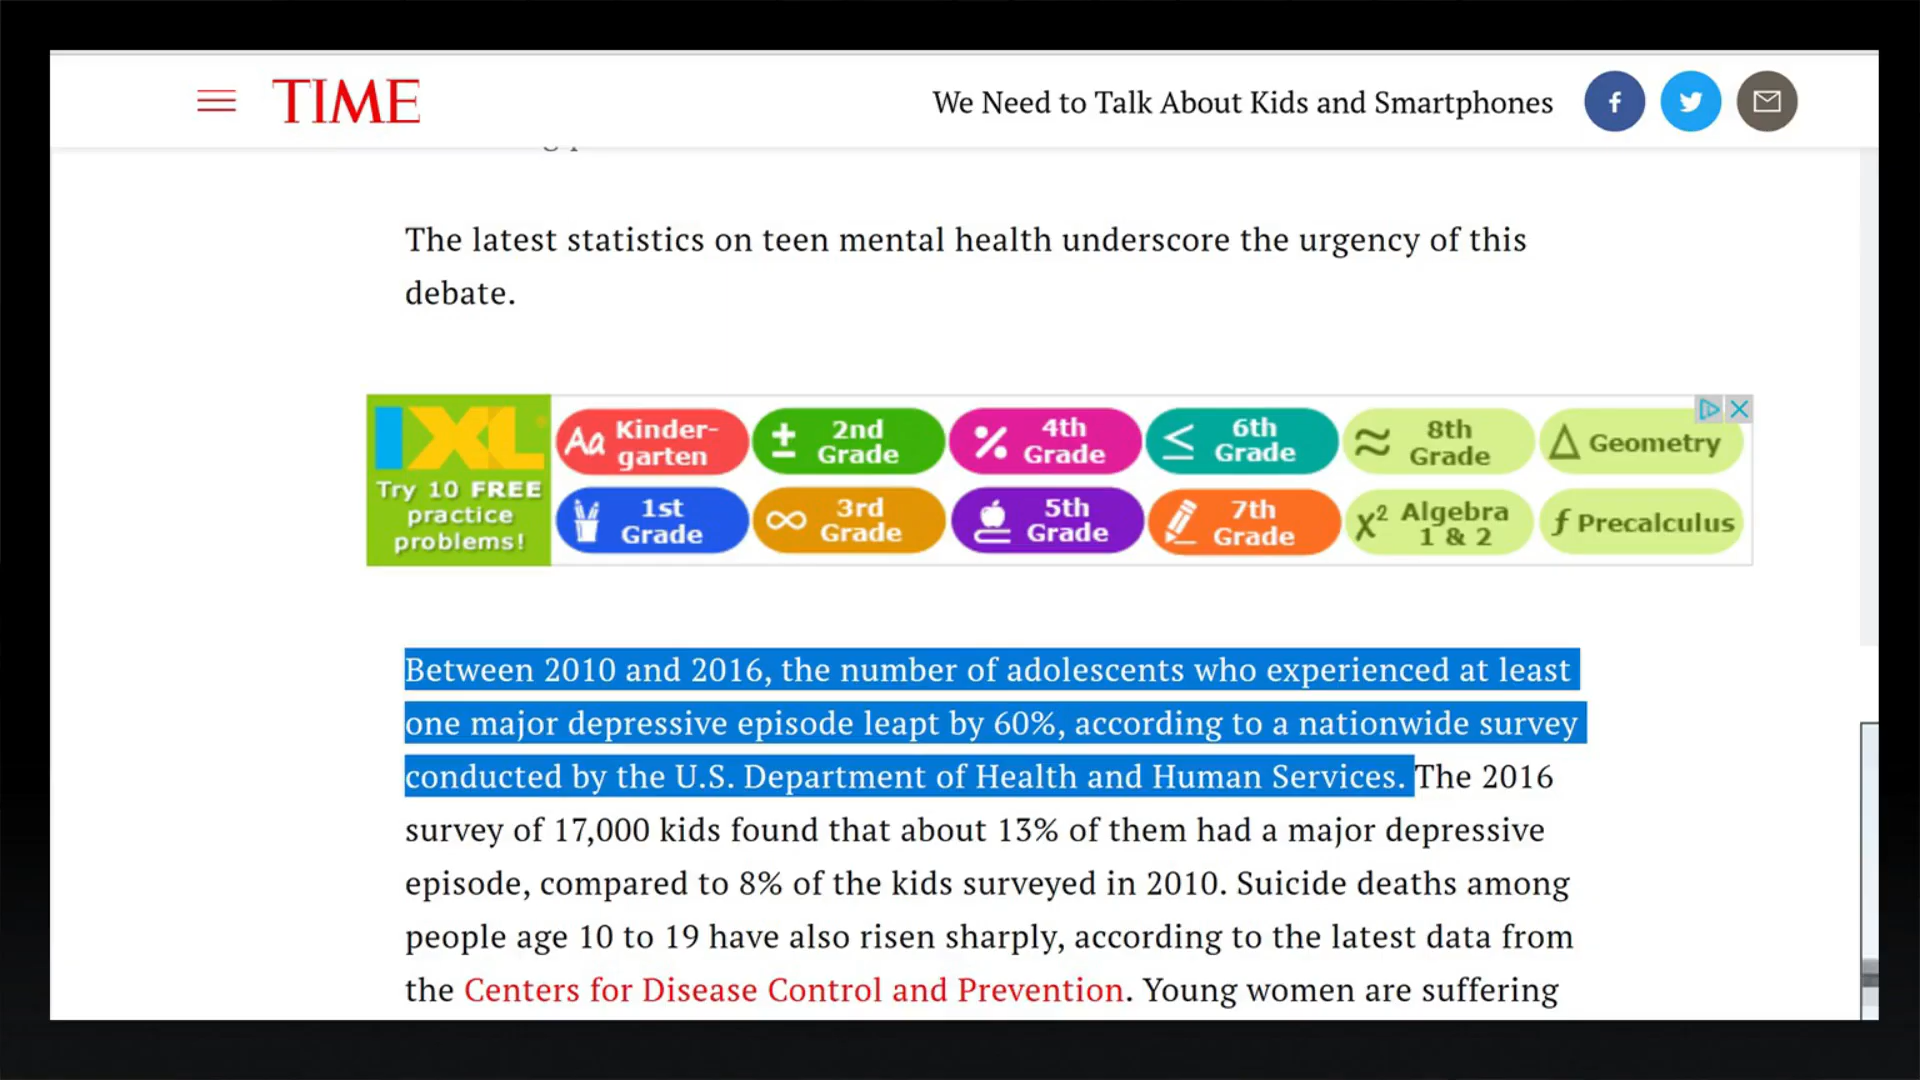 TIME
We Need to Talk About Kids and Smartphones
The latest statistics on teen mental health underscore the urgency of this
debate.
IXL
Try 10 FREE
practice
problems!
Aa Kinder-
garten
± 2nd
Grade
% 4th
Grade
≤ 6th
Grade
≈ 8th
Grade
Δ Geometry
1st
Grade
∞ 3rd
Grade
5th
Grade
7th
Grade
X² Algebra
1 & 2
f Precalculus
Between 2010 and 2016, the number of adolescents who experienced at least
one major depressive episode leapt by 60%, according to a nationwide survey
conducted by the U.S. Department of Health and Human Services. The 2016
survey of 17,000 kids found that about 13% of them had a major depressive
episode, compared to 8% of the kids surveyed in 2010. Suicide deaths among
people age 10 to 19 have also risen sharply, according to the latest data from
the Centers for Disease Control and Prevention. Young women are suffering